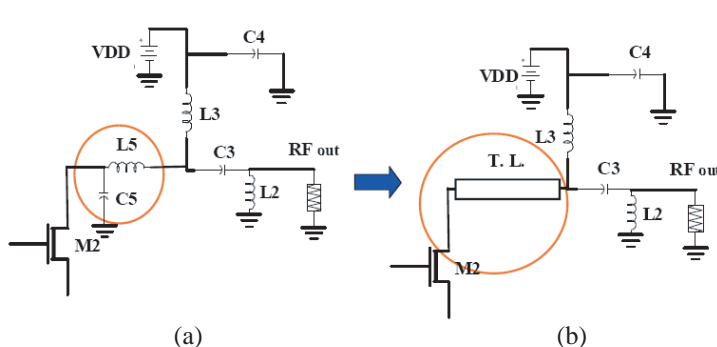 VDD
+
C4
L3
L5
C3
RF out
C5
L2
M2
(a)
VDD
+
C4
L3
T. L.
C3
RF out
L2
M2
(b)